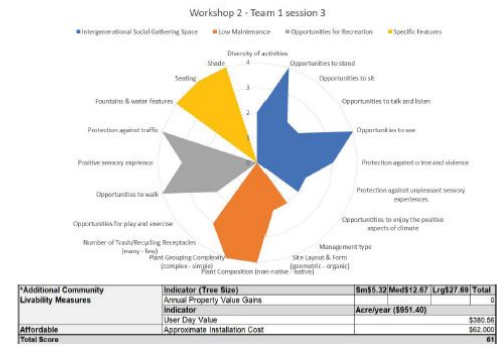 Workshop 2 - Team 1 session 3
Intergenerational Social Gathering Space Low Maintenance Opportunities for Recreation Specific Features
Diversity of activities
Opportunities to stand
Opportunities to sit
Opportunities to talk and listen
Opportunities to see
Protection against crime and violence
Protection against unpleasant sensory
experiences
Opportunities to enjoy the positive
aspects of climate
Management type
Site Layout & Form
(geometric - organic)
Plant Composition (non-native - native)
Plant Grouping Complexity
(complex - simple)
Number of Trash/Recycling Receptacles
(many - few)
Opportunities for play and exercise
Opportunities to walk
Positive sensory exprience
Protection against traffic
Fountains & water features
Seating
Shade
4
3
2
1
0
*Additional Community Indicator (Tree Size) Sm$5.32 Med$12.67 Lrg$27.69 Total
Livability Measures Annual Property Value Gains 0
Indicator Acre/year ($951.40)
User Day Value $380.56
Affordable Approximate Installation Cost $62,000
Total Score 61